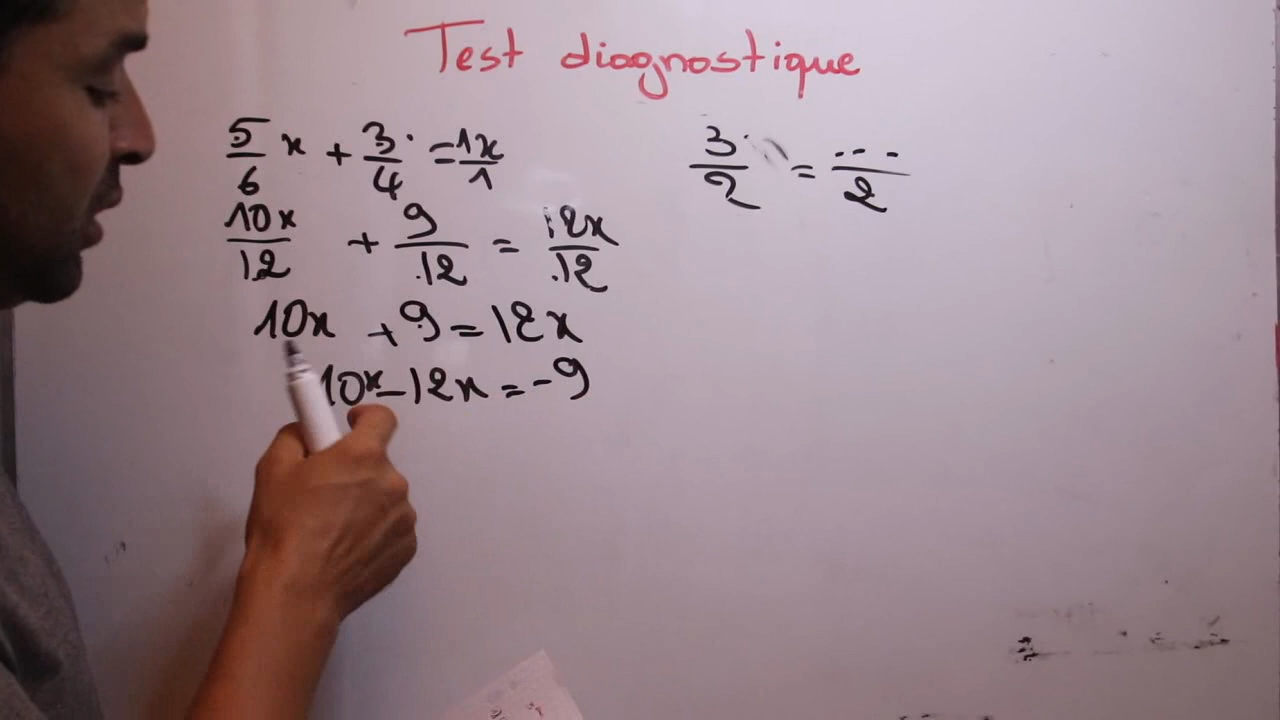 Test diagnostique
5/6 x + 3/4 = 1x/1
10x/12 + 9/12 = 12x/12
10x + 9 = 12x
10x - 12x = -9
3/2 = .../2